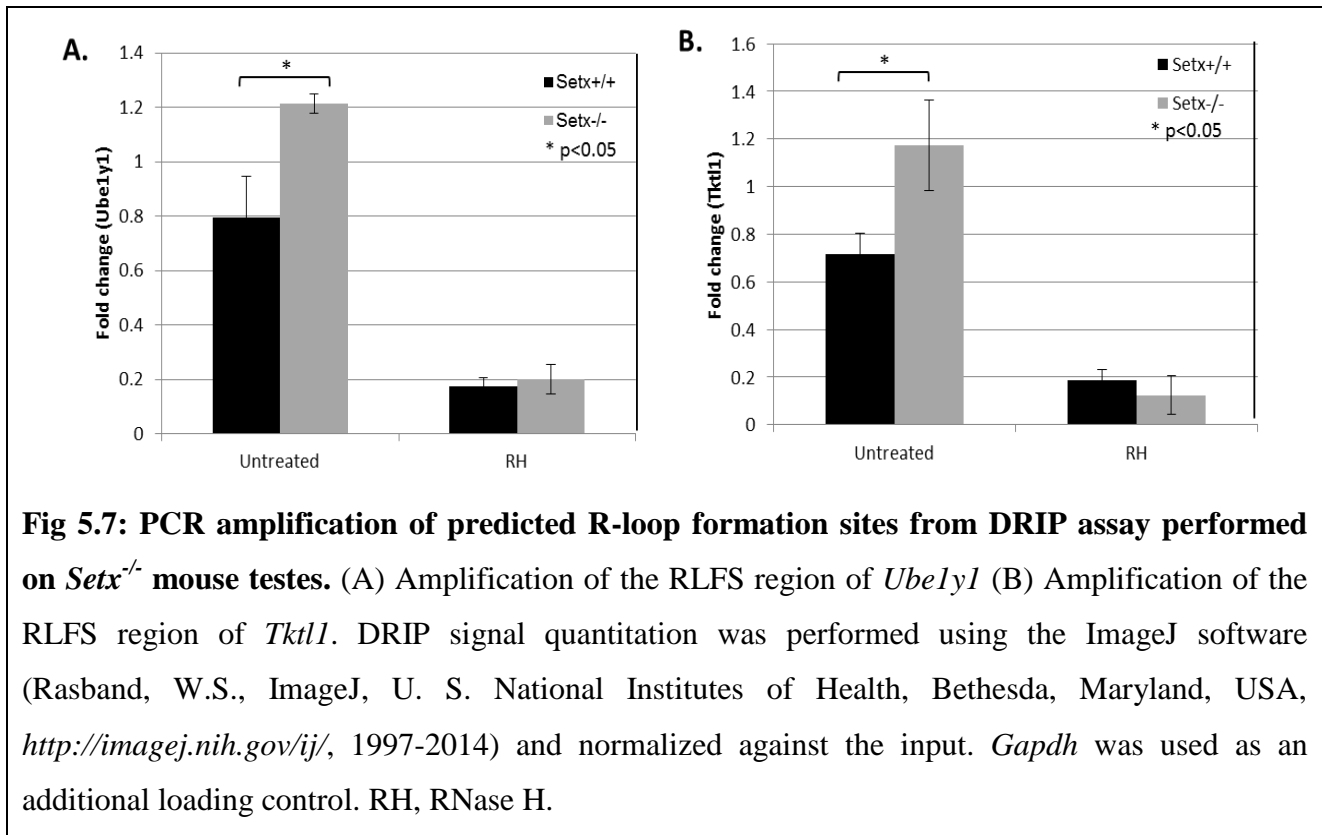 A.
1.4
1.2
1
0.8
0.6
0.4
0.2
0
Fold change (Ube1y1)
*
Setx+/+
Setx-/-
* p<0.05
Untreated
RH
B.
1.6
1.4
1.2
1
0.8
0.6
0.4
0.2
0
Fold change (Tktl1)
*
Setx+/+
Setx-/-
* p<0.05
Untreated
RH
Fig 5.7: PCR amplification of predicted R-loop formation sites from DRIP assay performed
on Setx-/- mouse testes. (A) Amplification of the RLFS region of Ube1y1 (B) Amplification of the
RLFS region of Tktl1. DRIP signal quantitation was performed using the ImageJ software
(Rasband, W.S., ImageJ, U. S. National Institutes of Health, Bethesda, Maryland, USA,
http://imagej.nih.gov/ij/, 1997-2014) and normalized against the input. Gapdh was used as an
additional loading control. RH, RNase H.